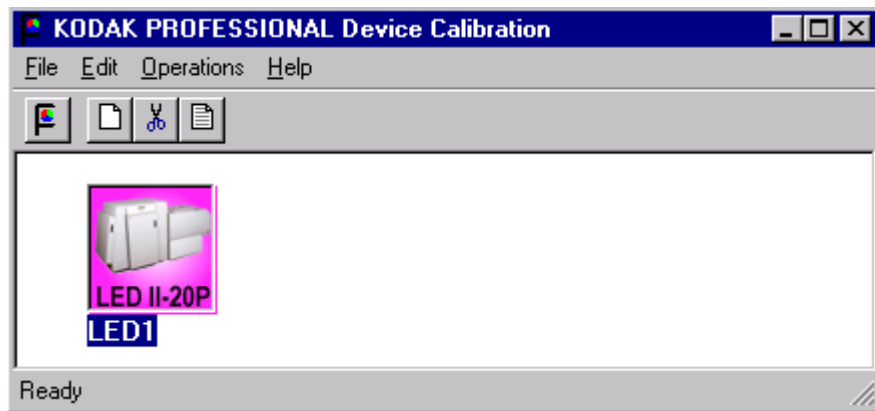 KODAK PROFESSIONAL Device Calibration
File Edit Operations Help
LED II-20P
LED1
Ready